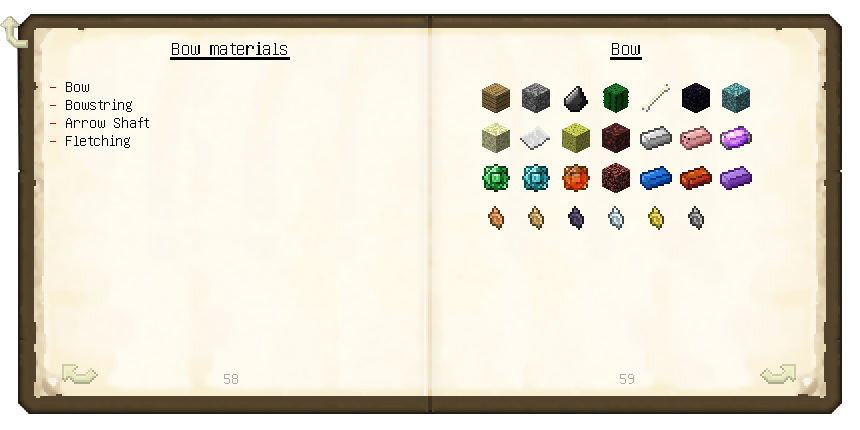 Bow materials
- Bow
- Bowstring
- Arrow Shaft
- Fletching
58
Bow
59